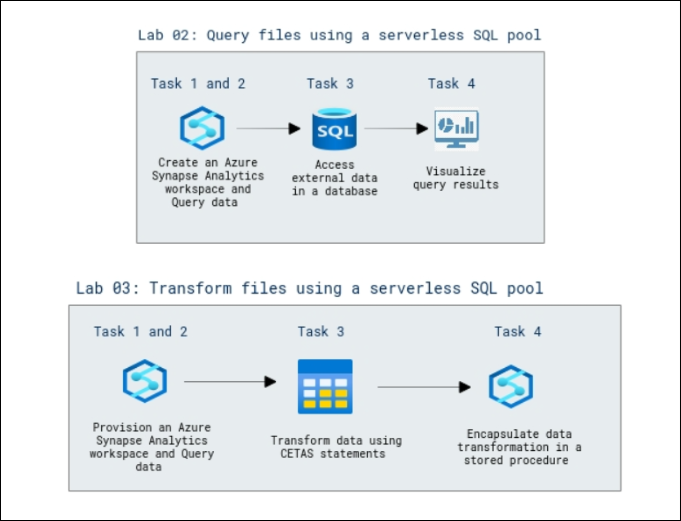 Lab 02: Query files using a serverless SQL pool
Task 1 and 2
Task 3
Task 4
SQL
Create an Azure
Synapse Analytics
workspace and
Query data
Access
external data
in a database
Visualize
query results
Lab 03: Transform files using a serverless SQL pool
Task 1 and 2
Task 3
Task 4
Provision an Azure
Synapse Analytics
workspace and Query
data
Transform data using
CETAS statements
Encapsulate data
transformation in a
stored procedure